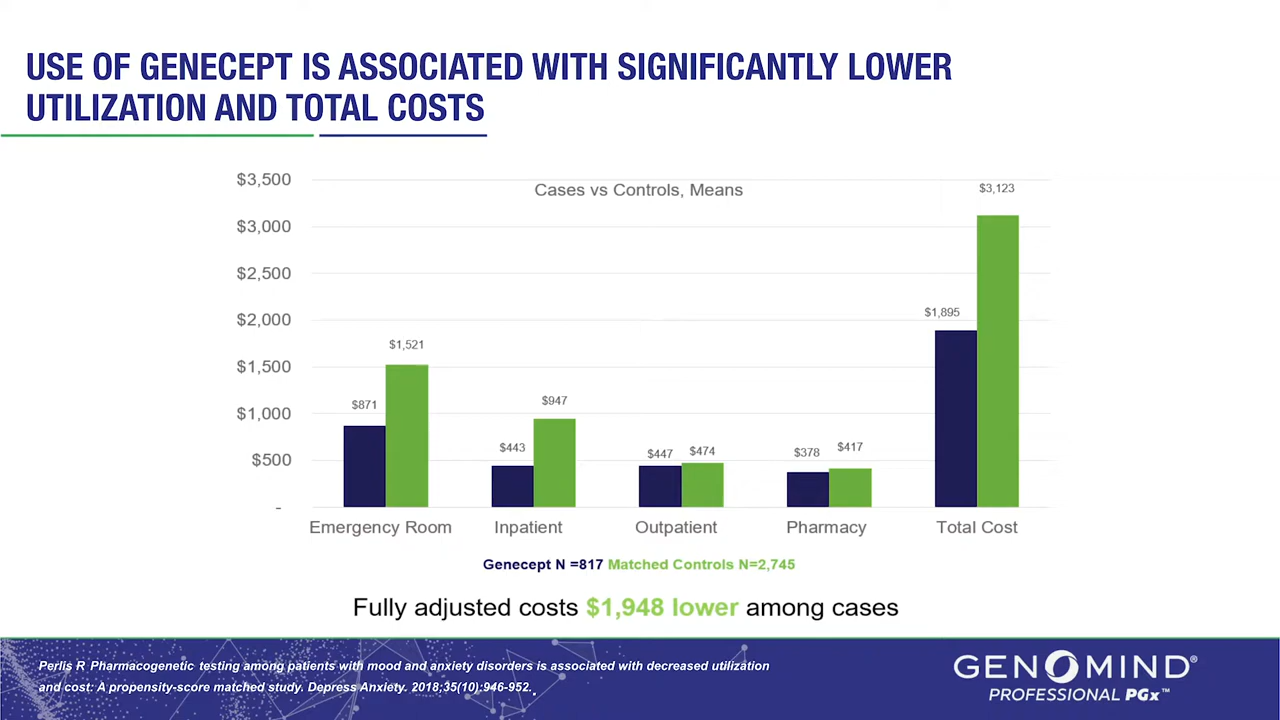 USE OF GENECEPT IS ASSOCIATED WITH SIGNIFICANTLY LOWER
UTILIZATION AND TOTAL COSTS
Cases vs Controls, Means
$3,500
$3,000
$2,500
$2,000
$1,500
$1,000
$500
-
$871
$1,521
$443
$947
$447
$474
$378
$417
$1,895
$3,123
Emergency Room
Inpatient
Outpatient
Pharmacy
Total Cost
Genecept N =817 Matched Controls N=2,745
Fully adjusted costs $1,948 lower among cases
Perlis R Pharmacogenetic testing among patients with mood and anxiety disorders is associated with decreased utilization
and cost: A propensity-score matched study. Depress Anxiety. 2018;35(10):946-952. .
GENOMIND®
PROFESSIONAL PGx™